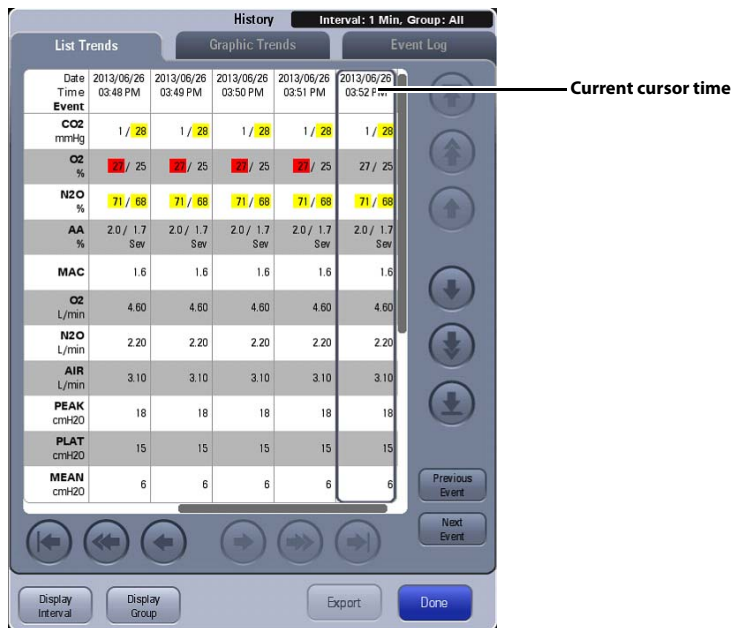 History
Interval: 1 Min, Group: All
List Trends Graphic Trends Event Log
Date 2013/06/26 2013/06/26 2013/06/26 2013/06/26 2013/06/26
Time 03:48 PM 03:49 PM 03:50 PM 03:51 PM 03:52 PM
Event
Current cursor time
CO2 mmHg 1 / 28 1 / 28 1 / 28 1 / 28 1 / 28
O2 % 27 / 25 27 / 25 27 / 25 27 / 25 27 / 25
N2O % 71 / 68 71 / 68 71 / 68 71 / 68 71 / 68
AA % 2.0 / 1.7 Sev 2.0 / 1.7 Sev 2.0 / 1.7 Sev 2.0 / 1.7 Sev 2.0 / 1.7 Sev
MAC 1.6 1.6 1.6 1.6 1.6
O2 L/min 4.60 4.60 4.60 4.60 4.60
N2O L/min 2.20 2.20 2.20 2.20 2.20
AIR L/min 3.10 3.10 3.10 3.10 3.10
PEAK cmH2O 18 18 18 18 18
PLAT cmH2O 15 15 15 15 15
MEAN cmH2O 6 6 6 6 6
Previous Event
Next Event
Display Interval
Display Group
Export
Done